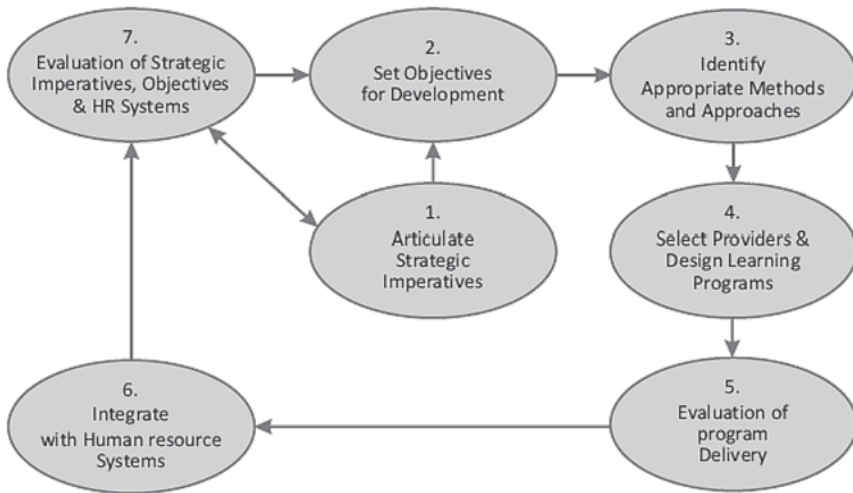 7.
Evaluation of Strategic
Imperatives, Objectives
& HR Systems
2.
Set Objectives
for Development
3.
Identify
Appropriate Methods
and Approaches
1.
Articulate
Strategic
Imperatives
4.
Select Providers &
Design Learning
Programs
6.
Integrate
with Human resource
Systems
5.
Evaluation of
program
Delivery